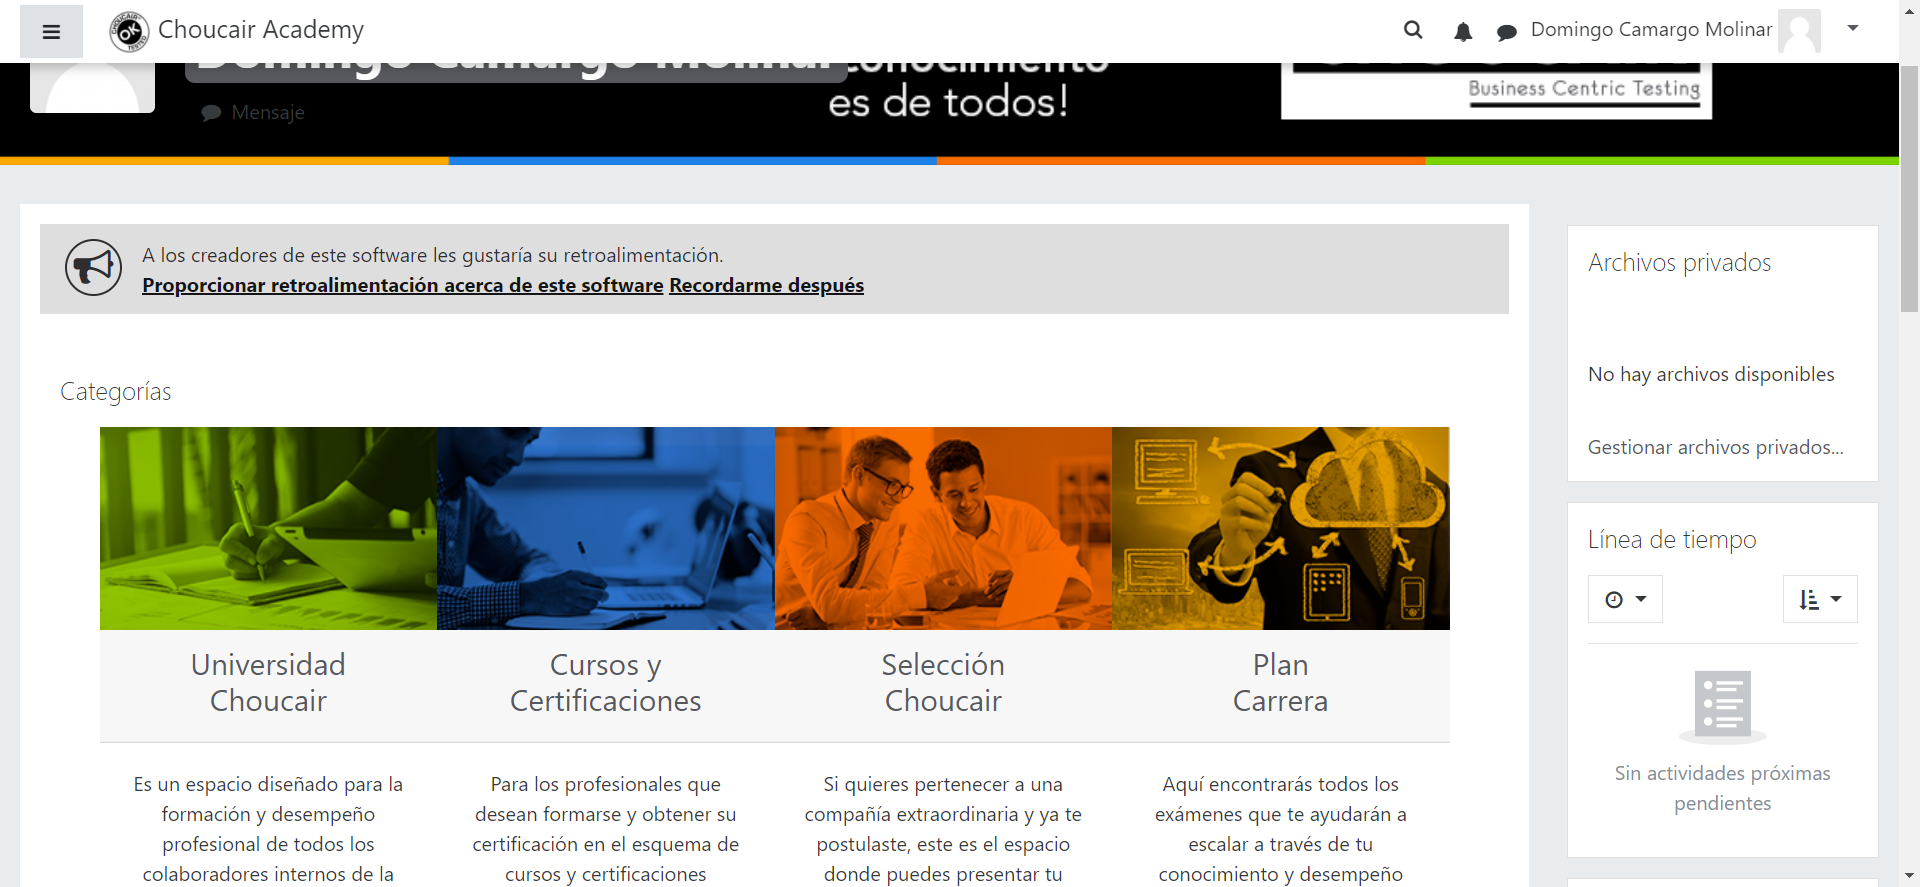 Choucair Academy
Domingo Camargo Molinar
Domingo Camargo Molinar
Mensaje
conocimiento
es de todos!
Business Centric Testing
A los creadores de este software les gustaría su retroalimentación.
Proporcionar retroalimentación acerca de este software Recordarme después
Categorías
Universidad
Choucair
Cursos y
Certificaciones
Selección
Choucair
Plan
Carrera
Es un espacio diseñado para la
formación y desempeño
profesional de todos los
colaboradores internos de la
Para los profesionales que
desean formarse y obtener su
certificación en el esquema de
cursos y certificaciones
Si quieres pertenecer a una
compañía extraordinaria y ya te
postulaste, este es el espacio
donde puedes presentar tu
Aquí encontrarás todos los
exámenes que te ayudarán a
escalar a través de tu
conocimiento y desempeño
Archivos privados
No hay archivos disponibles
Gestionar archivos privados...
Línea de tiempo
Sin actividades próximas
pendientes